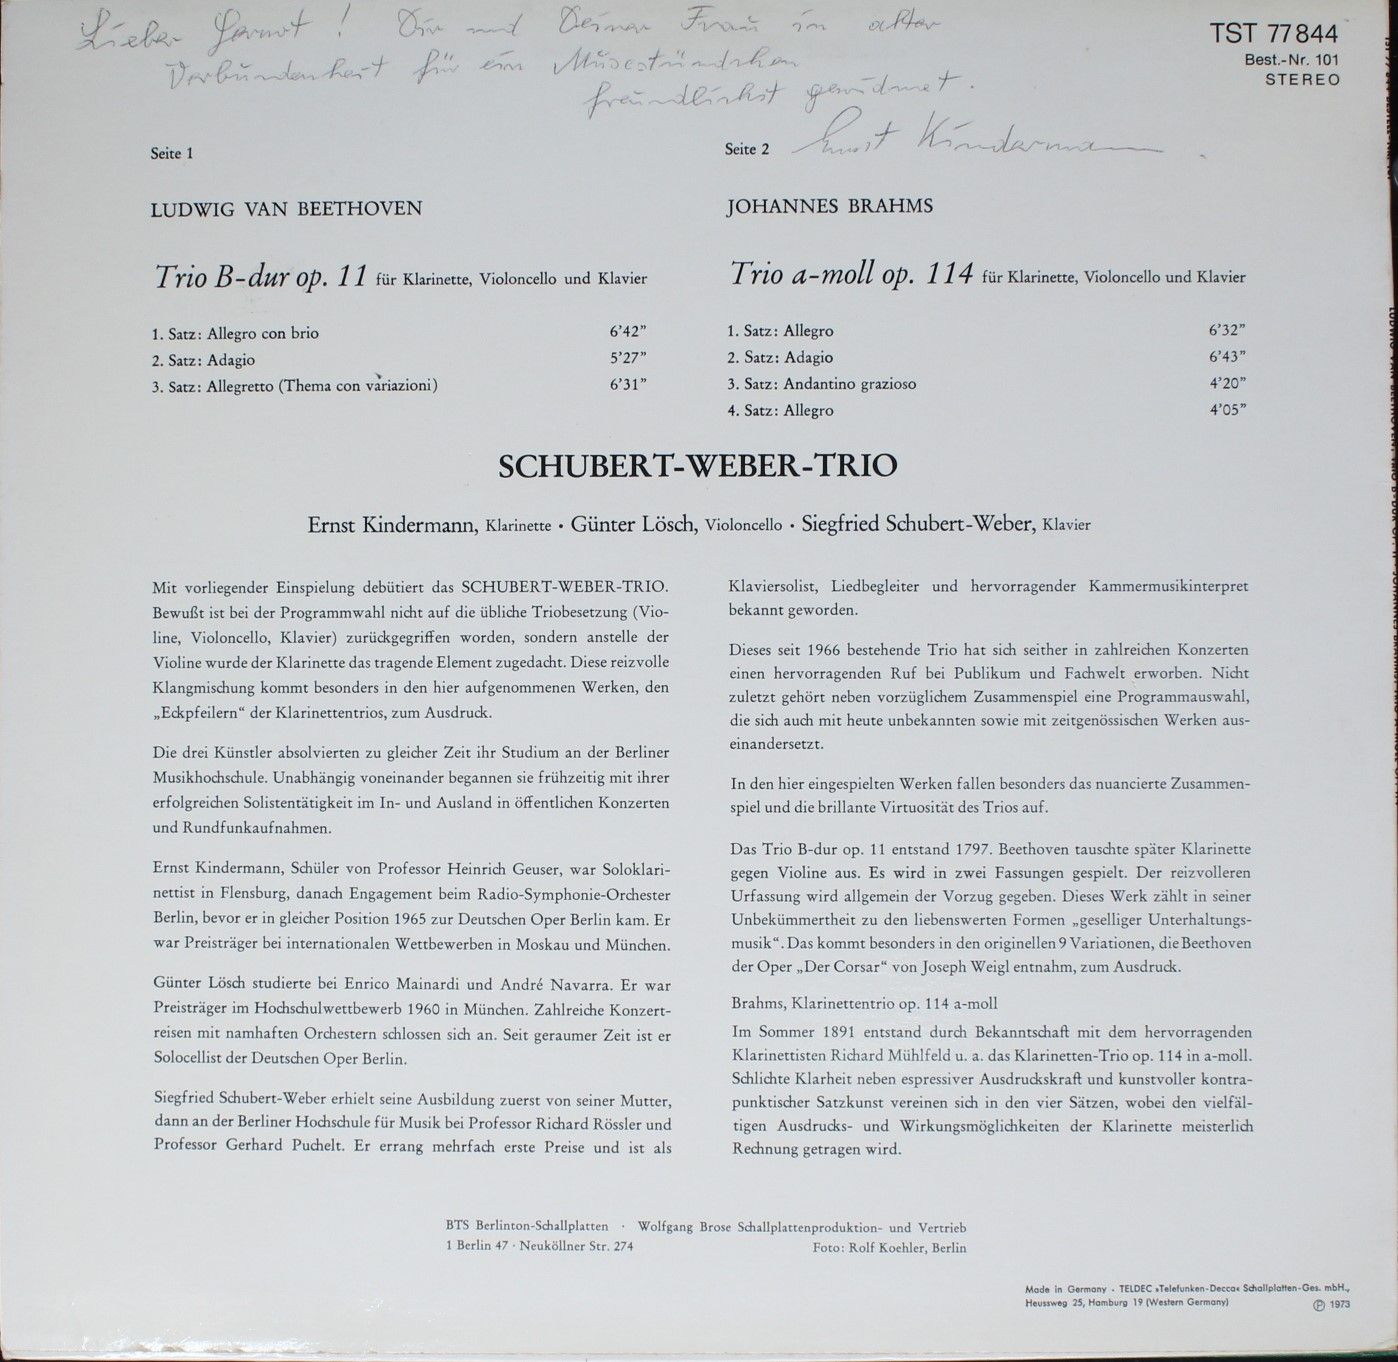 Lieber Gernot! Dir und Deiner Frau in alter
Verbundenheit für ein Musestündchen
freundlichst gewidmet.
Ernst Kindermann
TST 77 844
Best.-Nr. 101
STEREO
Seite 1
LUDWIG VAN BEETHOVEN
Trio B-dur op. 11 für Klarinette, Violoncello und Klavier
1. Satz: Allegro con brio 6’42”
2. Satz: Adagio 5’27”
3. Satz: Allegretto (Thema con variazioni) 6’31”
Seite 2
JOHANNES BRAHMS
Trio a-moll op. 114 für Klarinette, Violoncello und Klavier
1. Satz: Allegro 6’32”
2. Satz: Adagio 6’43”
3. Satz: Andantino grazioso 4’20”
4. Satz: Allegro 4’05”
SCHUBERT-WEBER-TRIO
Ernst Kindermann, Klarinette · Günter Lösch, Violoncello · Siegfried Schubert-Weber, Klavier
Mit vorliegender Einspielung debütiert das SCHUBERT-WEBER-TRIO.
Bewußt ist bei der Programmwahl nicht auf die übliche Triobesetzung (Vio-
line, Violoncello, Klavier) zurückgegriffen worden, sondern anstelle der
Violine wurde der Klarinette das tragende Element zugedacht. Diese reizvolle
Klangmischung kommt besonders in den hier aufgenommenen Werken, den
„Eckpfeilern“ der Klarinettentrios, zum Ausdruck.
Die drei Künstler absolvierten zu gleicher Zeit ihr Studium an der Berliner
Musikhochschule. Unabhängig voneinander begannen sie frühzeitig mit ihrer
erfolgreichen Solistentätigkeit im In- und Ausland in öffentlichen Konzerten
und Rundfunkaufnahmen.
Ernst Kindermann, Schüler von Professor Heinrich Geuser, war Soloklari-
nettist in Flensburg, danach Engagement beim Radio-Symphonie-Orchester
Berlin, bevor er in gleicher Position 1965 zur Deutschen Oper Berlin kam. Er
war Preisträger bei internationalen Wettbewerben in Moskau und München.
Günter Lösch studierte bei Enrico Mainardi und André Navarra. Er war
Preisträger im Hochschulwettbewerb 1960 in München. Zahlreiche Konzert-
reisen mit namhaften Orchestern schlossen sich an. Seit geraumer Zeit ist er
Solocellist der Deutschen Oper Berlin.
Siegfried Schubert-Weber erhielt seine Ausbildung zuerst von seiner Mutter,
dann an der Berliner Hochschule für Musik bei Professor Richard Rössler und
Professor Gerhard Puchelt. Er errang mehrfach erste Preise und ist als
Klaviersolist, Liedbegleiter und hervorragender Kammermusikinterpret
bekannt geworden.
Dieses seit 1966 bestehende Trio hat sich seither in zahlreichen Konzerten
einen hervorragenden Ruf bei Publikum und Fachwelt erworben. Nicht
zuletzt gehört neben vorzüglichem Zusammenspiel eine Programmauswahl,
die sich auch mit heute unbekannten sowie mit zeitgenössischen Werken aus-
einandersetzt.
In den hier eingespielten Werken fallen besonders das nuancierte Zusammen-
spiel und die brillante Virtuosität des Trios auf.
Das Trio B-dur op. 11 entstand 1797. Beethoven tauschte später Klarinette
gegen Violine aus. Es wird in zwei Fassungen gespielt. Der reizvolleren
Urfassung wird allgemein der Vorzug gegeben. Dieses Werk zählt in seiner
Unbekümmertheit zu den liebenswerten Formen „geselliger Unterhaltungs-
musik“. Das kommt besonders in den originellen 9 Variationen, die Beethoven
der Oper „Der Corsar“ von Joseph Weigl entnahm, zum Ausdruck.
Brahms, Klarinettentrio op. 114 a-moll
Im Sommer 1891 entstand durch Bekanntschaft mit dem hervorragenden
Klarinettisten Richard Mühlfeld u. a. das Klarinetten-Trio op. 114 in a-moll.
Schlichte Klarheit neben espressiver Ausdruckskraft und kunstvoller kontra-
punktischer Satzkunst vereinen sich in den vier Sätzen, wobei den vielfäl-
tigen Ausdrucks- und Wirkungsmöglichkeiten der Klarinette meisterlich
Rechnung getragen wird.
BTS Berlinton-Schallplatten · Wolfgang Brose Schallplattenproduktion- und Vertrieb
1 Berlin 47 · Neuköllner Str. 274 Foto: Rolf Koehler, Berlin
Made in Germany · TELDEC »Telefunken-Decca« Schallplatten-Ges. mbH.,
Heussweg 25, Hamburg 19 (Western Germany) Ⓟ 1973